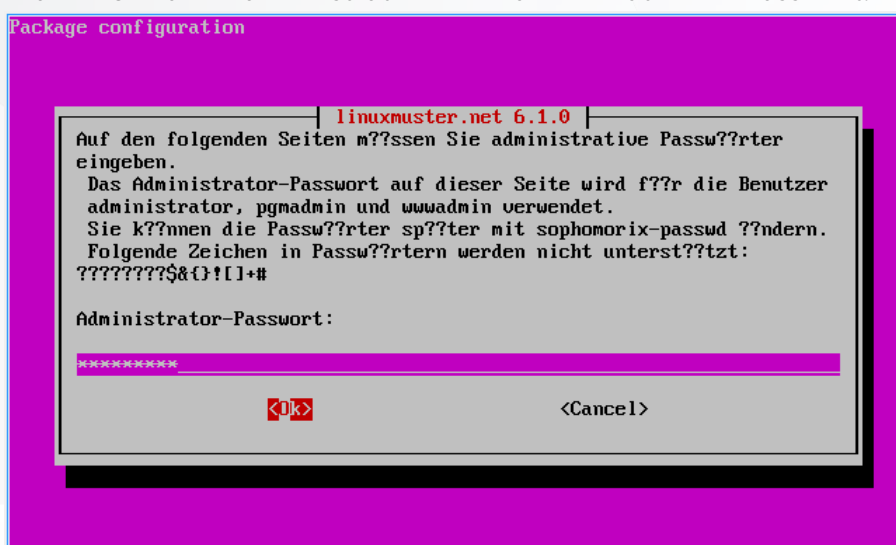 Package configuration
linuxmuster.net 6.1.0
Auf den folgenden Seiten m??ssen Sie administrative Passw??rter
eingeben.
Das Administrator-Passwort auf dieser Seite wird f??r die Benutzer
administrator, pgmadmin und wwwadmin verwendet.
Sie k??nnen die Passw??rter sp??ter mit sophomorix-passwd ??ndern.
Folgende Zeichen in Passw??rtern werden nicht unterst??tzt:
????????$&{}![]+#
Administrator-Passwort:
*********
<Ok> <Cancel>